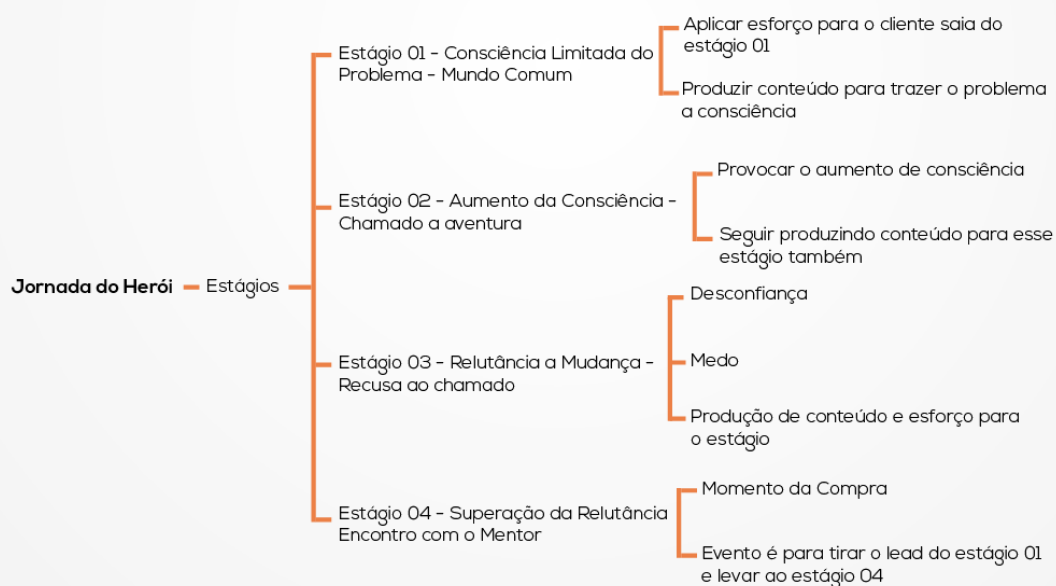 Jornada do Herói
Estágios
Estágio 01 - Consciência Limitada do
Problema - Mundo Comum
Aplicar esforço para o cliente saia do
estágio 01
Produzir conteúdo para trazer o problema
a consciência
Estágio 02 - Aumento da Consciência -
Chamado a aventura
Provocar o aumento de consciência
Seguir produzindo conteúdo para esse
estágio também
Estágio 03 - Relutância a Mudança -
Recusa ao chamado
Desconfiança
Medo
Produção de conteúdo e esforço para
o estágio
Estágio 04 - Superação da Relutância
Encontro com o Mentor
Momento da Compra
Evento é para tirar o lead do estágio 01
e levar ao estágio 04